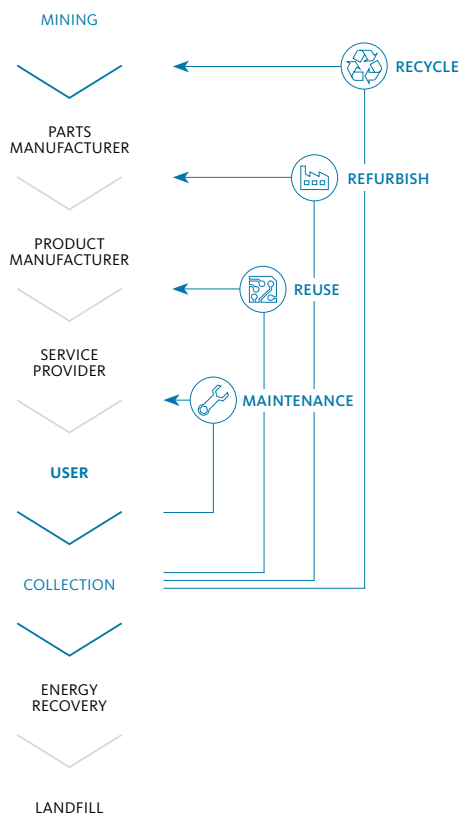 MINING
RECYCLE
PARTS
MANUFACTURER
REFURBISH
PRODUCT
MANUFACTURER
REUSE
SERVICE
PROVIDER
MAINTENANCE
USER
COLLECTION
ENERGY
RECOVERY
LANDFILL